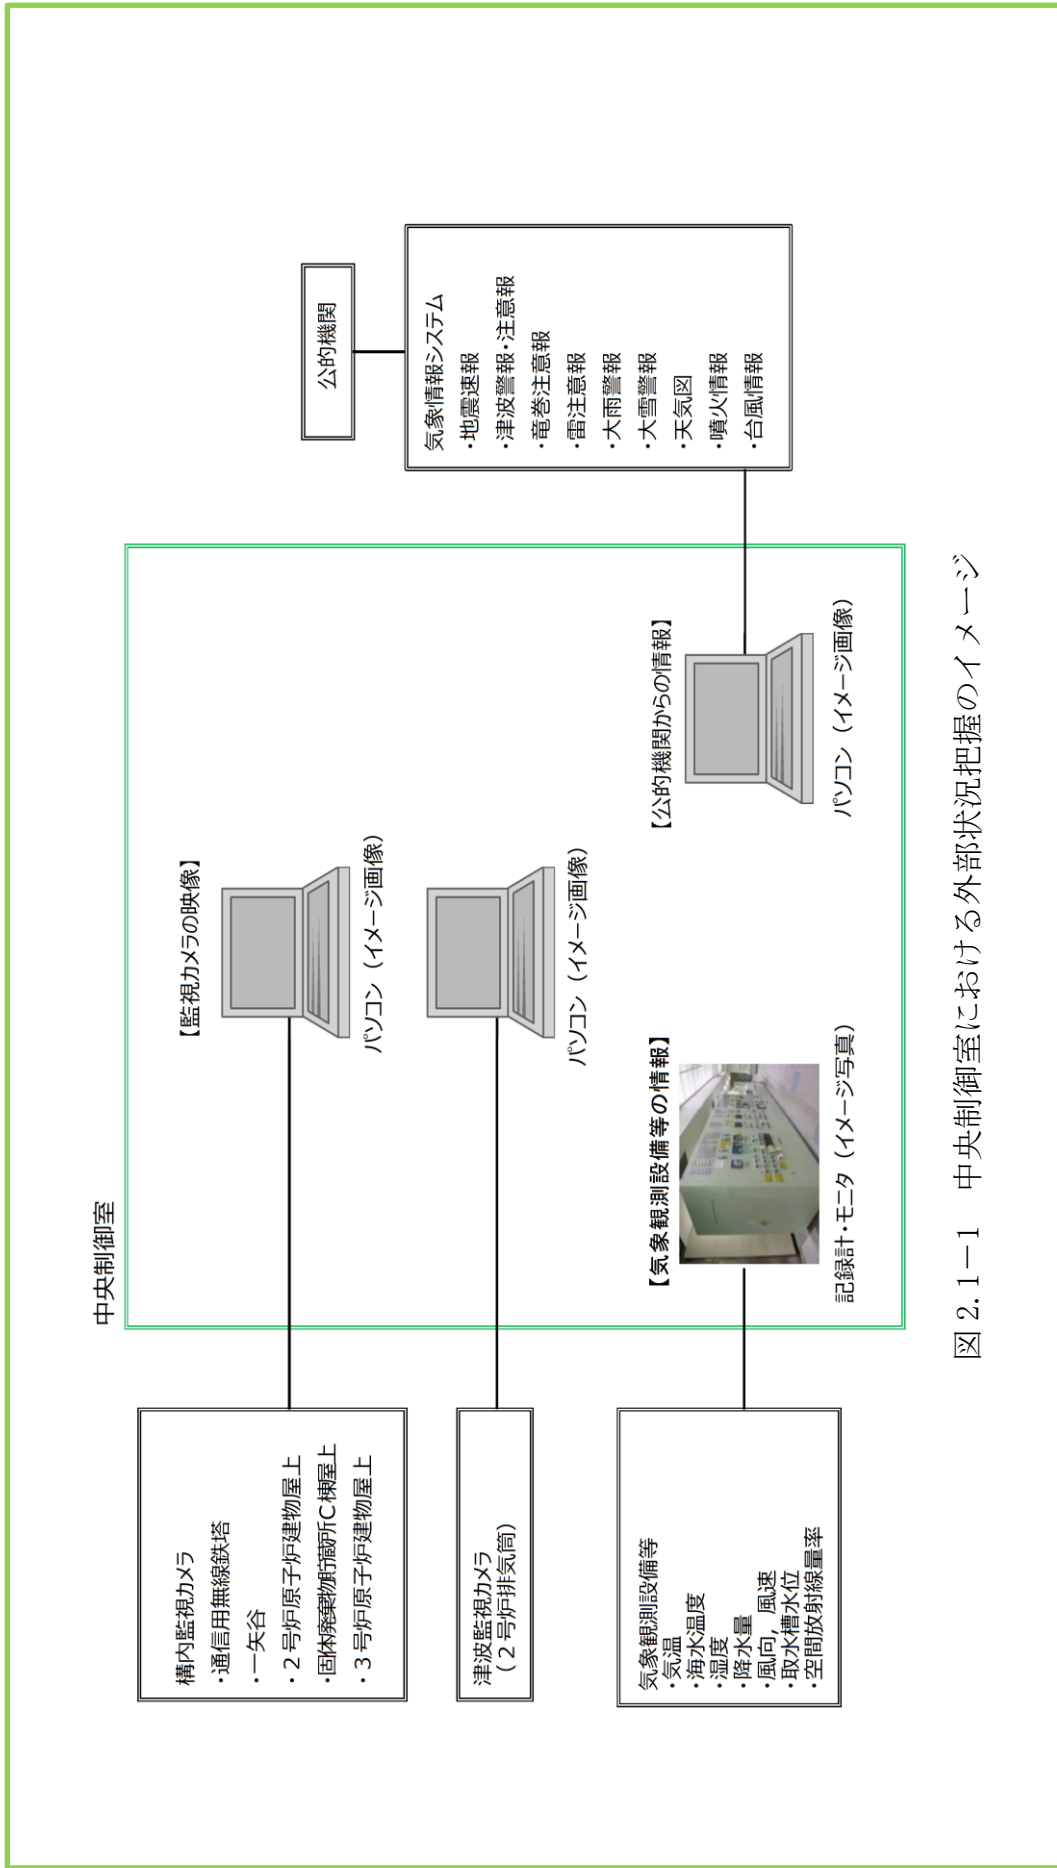 中央制御室
構内監視カメラ
・通信用無線鉄塔
・一矢谷
・２号炉原子炉建物屋上
・固体廃棄物貯蔵所C棟屋上
・３号炉原子炉建物屋上
津波監視カメラ
（２号炉排気筒）
気象観測設備等
・気温
・海水温度
・湿度
・降水量
・風向，風速
・取水槽水位
・空間放射線量率
【監視カメラの映像】
パソコン（イメージ画像）
パソコン（イメージ画像）
【気象観測設備等の情報】
記録計・モニタ（イメージ写真）
【公的機関からの情報】
パソコン（イメージ画像）
公的機関
気象情報システム
・地震速報
・津波警報・注意報
・竜巻注意報
・雷注意報
・大雨警報
・大雪警報
・天気図
・噴火情報
・台風情報
図 2.1－1　中央制御室における外部状況把握のイメージ